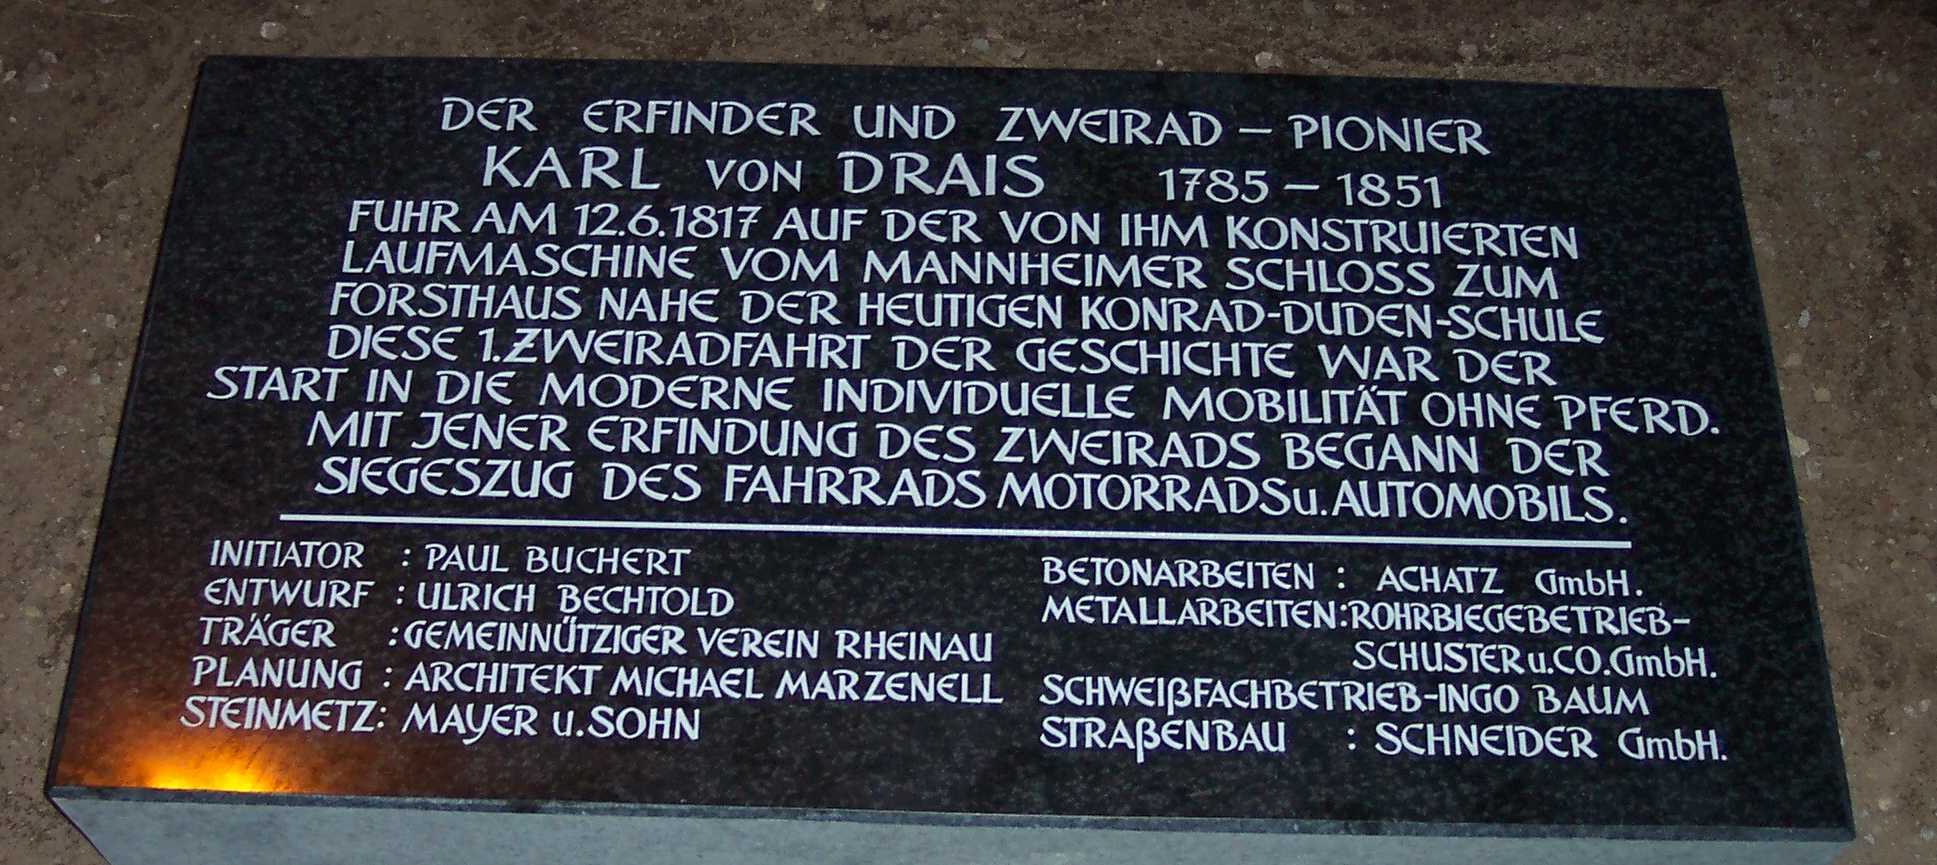 DER ERFINDER UND ZWEIRAD – PIONIER
KARL VON DRAIS 1785 – 1851
FUHR AM 12.6.1817 AUF DER VON IHM KONSTRUIERTEN
LAUFMASCHINE VOM MANNHEIMER SCHLOSS ZUM
FORSTHAUS NAHE DER HEUTIGEN KONRAD-DUDEN-SCHULE
DIESE 1.ZWEIRADFAHRT DER GESCHICHTE WAR DER
START IN DIE MODERNE INDIVIDUELLE MOBILITÄT OHNE PFERD.
MIT JENER ERFINDUNG DES ZWEIRADS BEGANN DER
SIEGESZUG DES FAHRRADS MOTORRADS u. AUTOMOBILS.
INITIATOR : PAUL BUCHERT
ENTWURF : ULRICH BECHTOLD
TRÄGER : GEMEINNÜTZIGER VEREIN RHEINAU
PLANUNG : ARCHITEKT MICHAEL MARZENELL
STEINMETZ: MAYER u. SOHN
BETONARBEITEN : ACHATZ GmbH.
METALLARBEITEN: ROHRBIEGEBETRIEB-
SCHUSTER u. CO. GmbH.
SCHWEIßFACHBETRIEB-INGO BAUM
STRAßENBAU : SCHNEIDER GmbH.